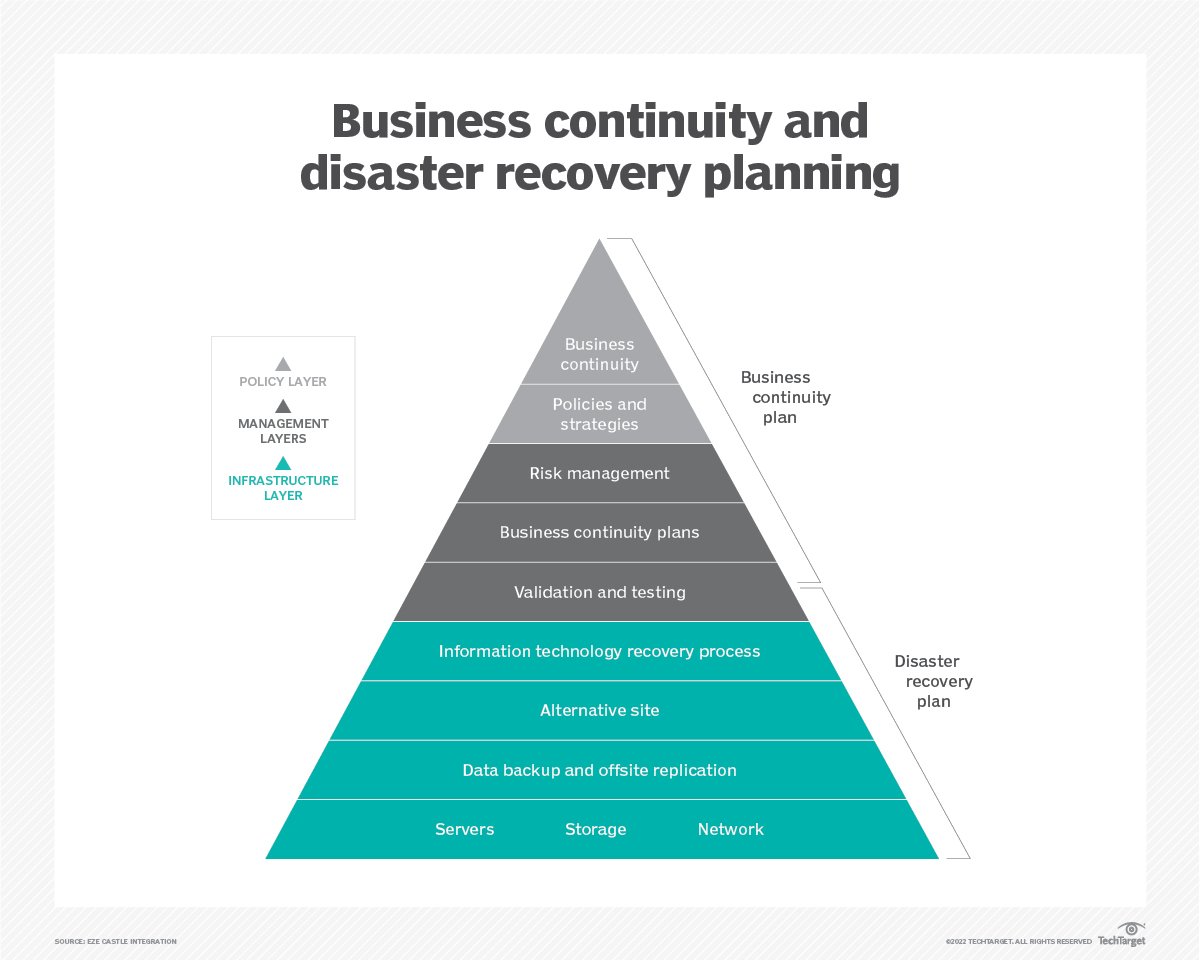 Business continuity and
disaster recovery planning
POLICY LAYER
MANAGEMENT
LAYERS
INFRASTRUCTURE
LAYER
Business
continuity
Policies and
strategies
Risk management
Business continuity plans
Validation and testing
Information technology recovery process
Alternative site
Data backup and offsite replication
Servers Storage Network
Business
continuity
plan
Disaster
recovery
plan
SOURCE: EZE CASTLE INTEGRATION
©2022 TECHTARGET. ALL RIGHTS RESERVED TechTarget